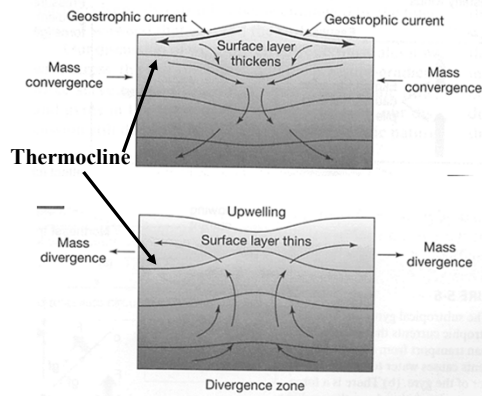 Geostrophic current
Geostrophic current
Surface layer
thickens
Mass
convergence
Mass
convergence
Thermocline
Upwelling
Surface layer thins
Mass
divergence
Mass
divergence
Divergence zone